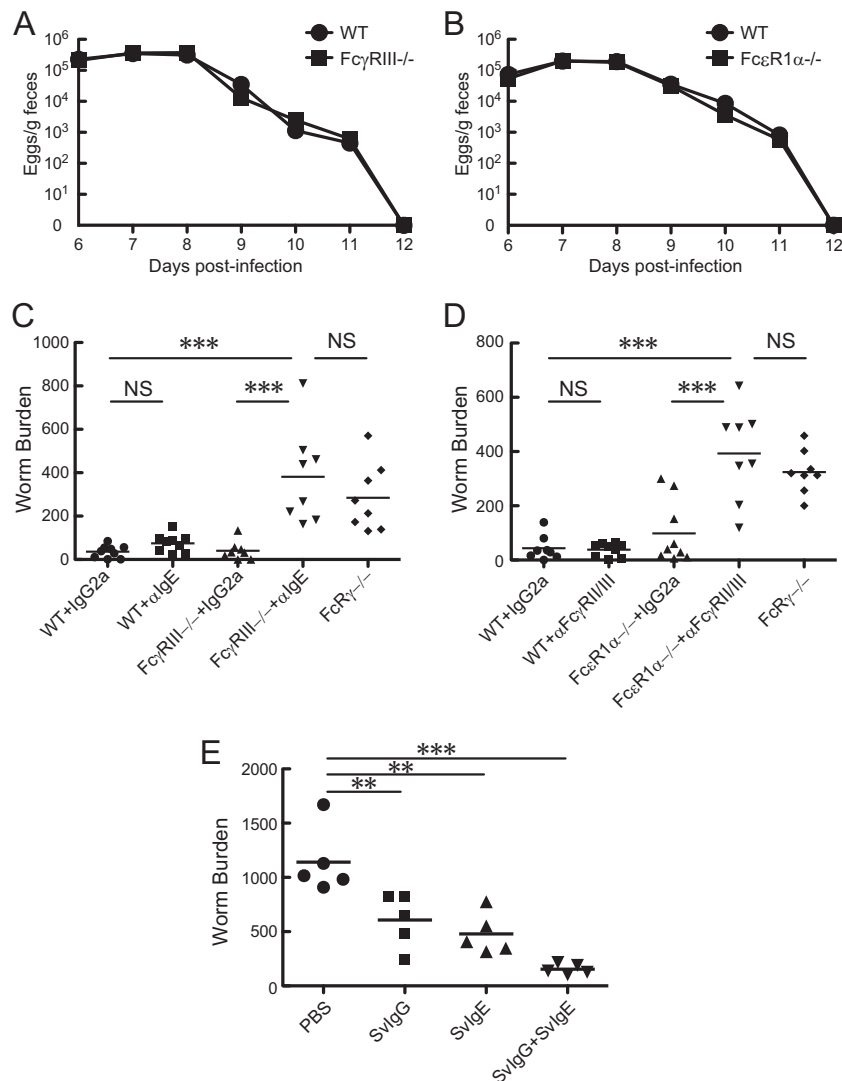 A
WT
FcγRIII-/-
Eggs/g feces
10⁶
10⁵
10⁴
10³
10²
10¹
0
6 7 8 9 10 11 12
Days post-infection
B
WT
FcεR1α-/-
Eggs/g feces
10⁶
10⁵
10⁴
10³
10²
10¹
0
6 7 8 9 10 11 12
Days post-infection
C
Worm Burden
1000
800
600
400
200
0
***
NS
NS
***
WT+IgG2a
WT+αIgE
FcγRIII−/−+IgG2a
FcγRIII−/−+αIgE
FcRγ−/−
D
Worm Burden
800
600
400
200
0
***
NS
NS
***
WT+IgG2a
WT+αFcγRII/III
FcεR1α−/−+IgG2a
FcεR1α−/−+αFcγRII/III
FcRγ−/−
E
Worm Burden
2000
1500
1000
500
0
***
**
**
PBS
SvIgG
SvIgE
SvIgG+SvIgE